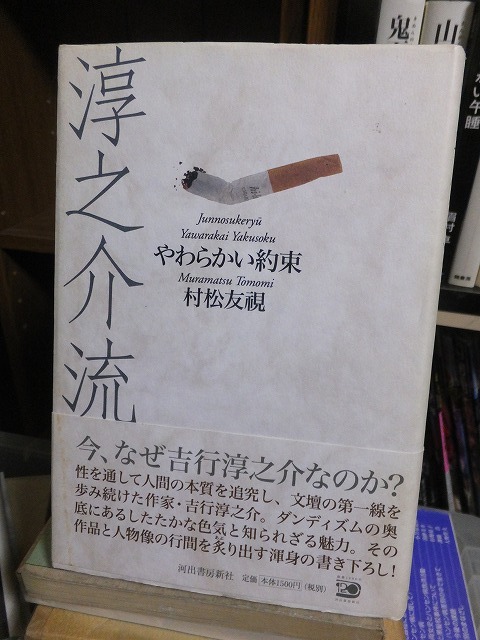 淳之介流
Junnosukeryū
Yawarakai Yakusoku
やわらかい約束
Muramatsu Tomomi
村松友視
今、なぜ吉行淳之介なのか?
性を通して人間の本質を追究し、文壇の第一線を
歩み続けた作家・吉行淳之介。ダンディズムの奥
底にあるしたたかな色気と知られざる魅力。その
作品と人物像の行間を炙り出す渾身の書き下ろし!
河出書房新社 定価 本体1500円(税別)
120
鬼
山